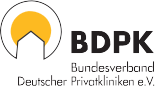 BDPK
Bundesverband
Deutscher Privatkliniken e.V.